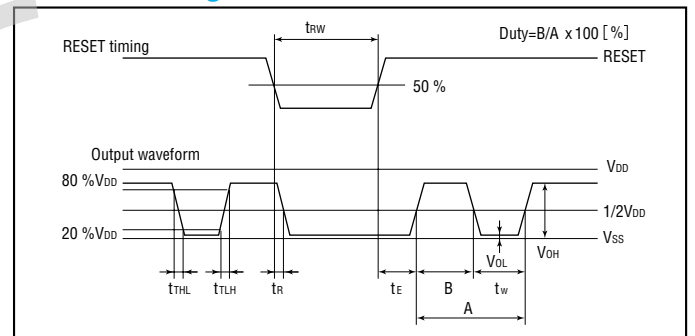 tRW
Duty=B/A x100 [%]
RESET timing
RESET
50 %
Output waveform
VDD
80 %VDD
1/2VDD
20 %VDD
VSS
VOL
VOH
tTHL
tTLH
tR
tE
B
tw
A